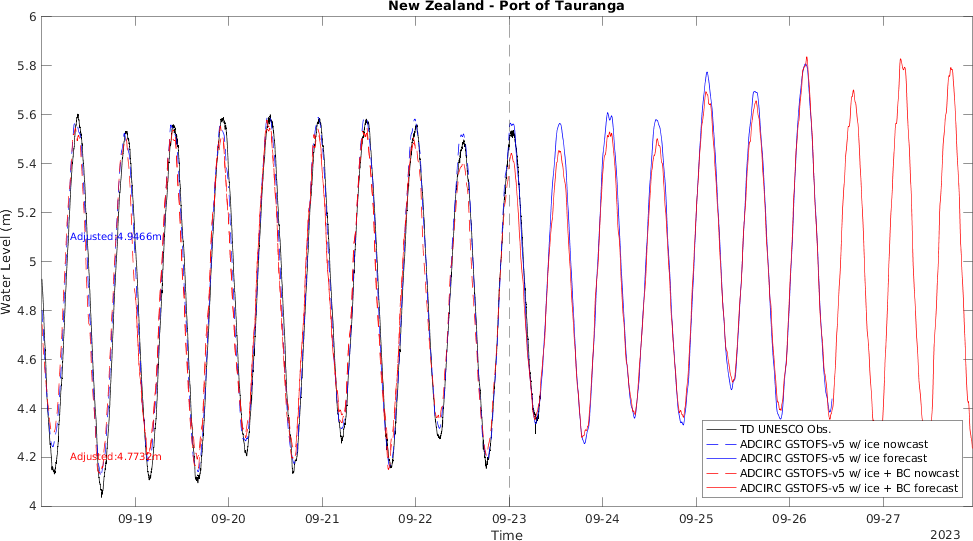 New Zealand - Port of Tauranga
6
5.8
5.6
5.4
5.2
5
4.8
4.6
4.4
4.2
4
Water Level (m)
Adjusted:4.9466m
Adjusted:4.7732m
TD UNESCO Obs.
ADCIRC GSTOFS-v5 w/ ice nowcast
ADCIRC GSTOFS-v5 w/ ice forecast
ADCIRC GSTOFS-v5 w/ ice + BC nowcast
ADCIRC GSTOFS-v5 w/ ice + BC forecast
09-19 09-20 09-21 09-22 09-23 09-24 09-25 09-26 09-27
Time
2023